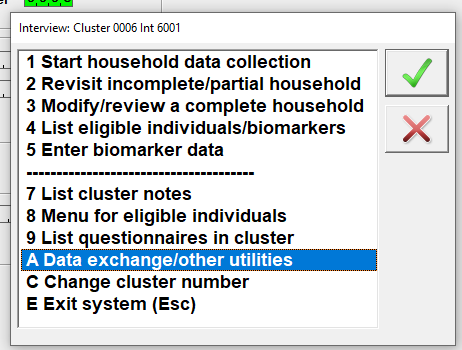 Interview: Cluster 0006 Int 6001
1 Start household data collection
2 Revisit incomplete/partial household
3 Modify/review a complete household
4 List eligible individuals/biomarkers
5 Enter biomarker data
------------------------------------
7 List cluster notes
8 Menu for eligible individuals
9 List questionnaires in cluster
A Data exchange/other utilities
C Change cluster number
E Exit system (Esc)